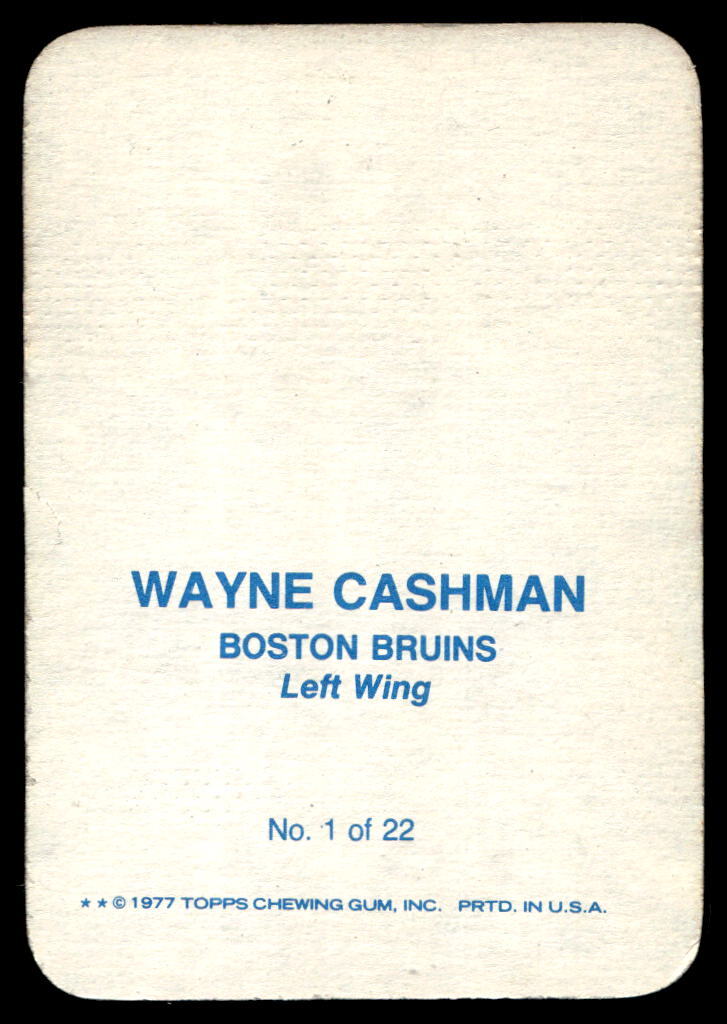 WAYNE CASHMAN
BOSTON BRUINS
Left Wing
No. 1 of 22
** © 1977 TOPPS CHEWING GUM, INC. PRTD. IN U.S.A.